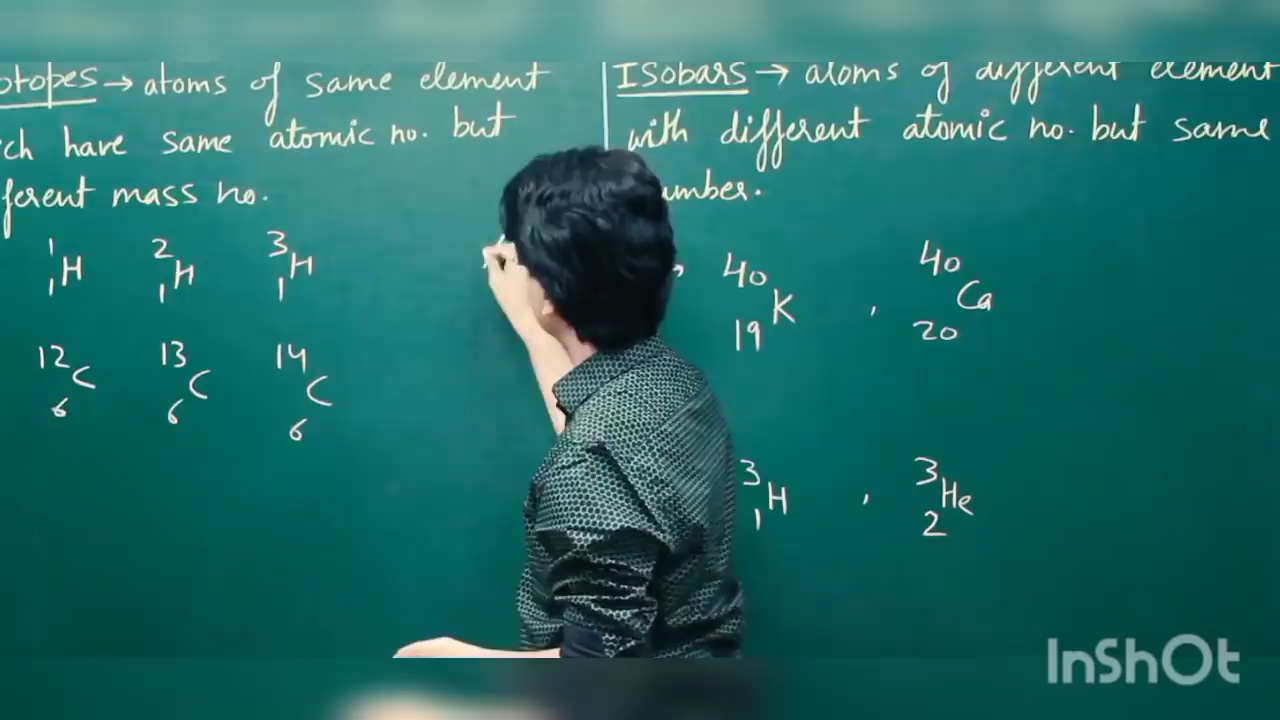 otopes → atoms of same element
ch have same atomic no. but
ferent mass no.
1 1 H 2 1 H 3 1 H
12 6 C 13 6 C 14 6 C
Isobars → atoms of different element
with different atomic no. but same
umber.
→ 40 19 K , 40 20 Ca
3 1 H , 3 2 He
InShOt